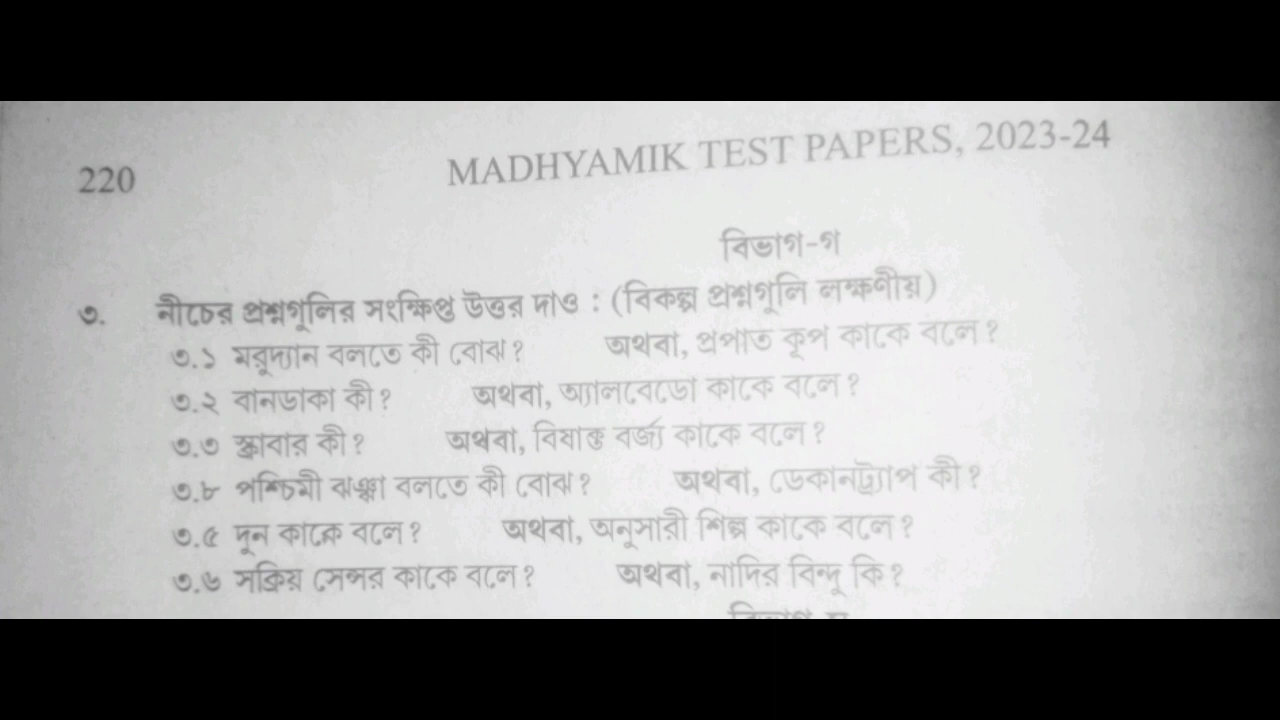 220 MADHYAMIK TEST PAPERS, 2023-24
বিভাগ-গ
৩. নীচের প্রশ্নগুলির সংক্ষিপ্ত উত্তর দাও : (বিকল্প প্রশ্নগুলি লক্ষণীয়)
৩.১ মরুদ্যান বলতে কী বোঝ? অথবা, প্রপাত কূপ কাকে বলে?
৩.২ বানডাকা কী? অথবা, অ্যালবেডো কাকে বলে?
৩.৩ স্ক্রাবার কী? অথবা, বিষাক্ত বর্জ্য কাকে বলে?
৩.৮ পশ্চিমী ঝঞ্ঝা বলতে কী বোঝ? অথবা, ডেকানট্র্যাপ কী?
৩.৫ দুন কাকে বলে? অথবা, অনুসারী শিল্প কাকে বলে?
৩.৬ সক্রিয় সেন্সর কাকে বলে? অথবা, নাদির বিন্দু কি?